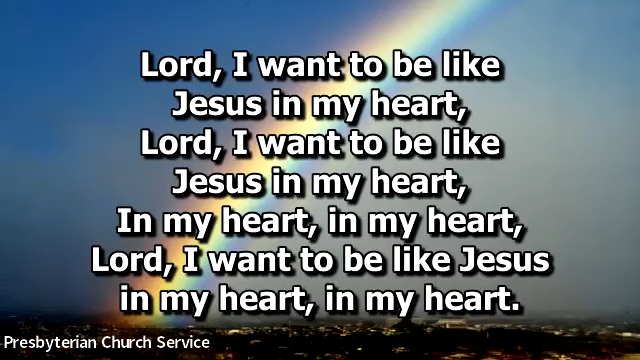 Lord, I want to be like
Jesus in my heart,
Lord, I want to be like
Jesus in my heart,
In my heart, in my heart,
Lord, I want to be like Jesus
in my heart, in my heart.
Presbyterian Church Service